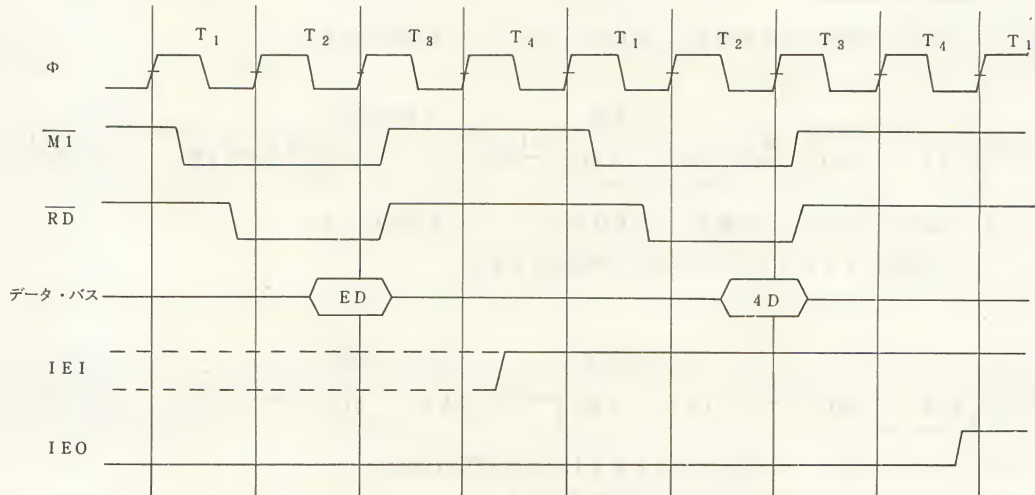 T₁ T₂ T₃ T₄ T₁ T₂ T₃ T₄ T₁
Φ
M1
RD
データ・バス ED 4D
IEI
IEO